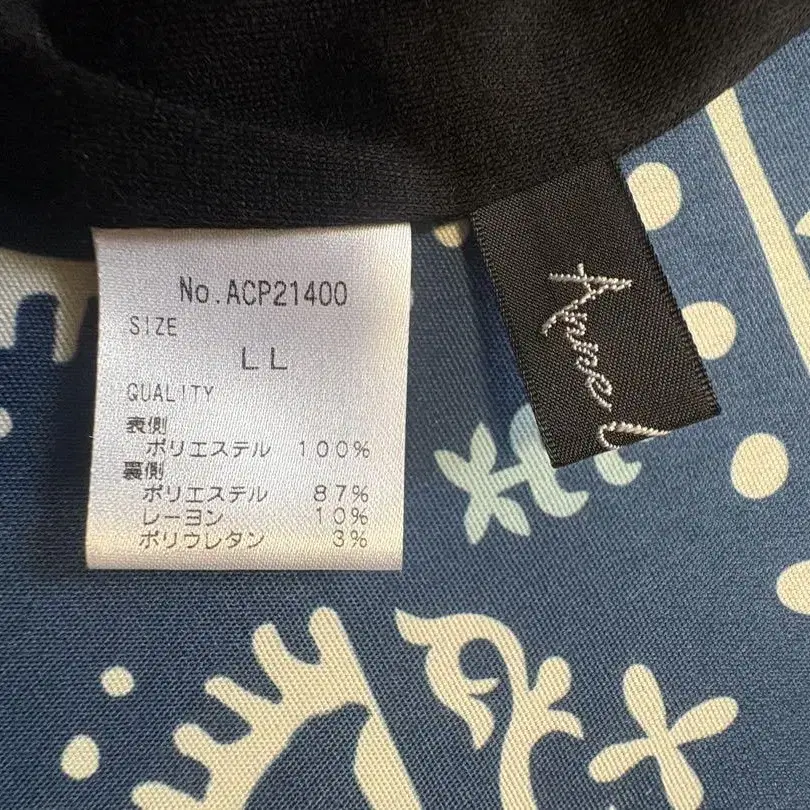 No.ACP21400
SIZE
LL
QUALITY
表側
ポリエステル 100%
裏側
ポリエステル 87%
レーヨン 10%
ポリウレタン 3%